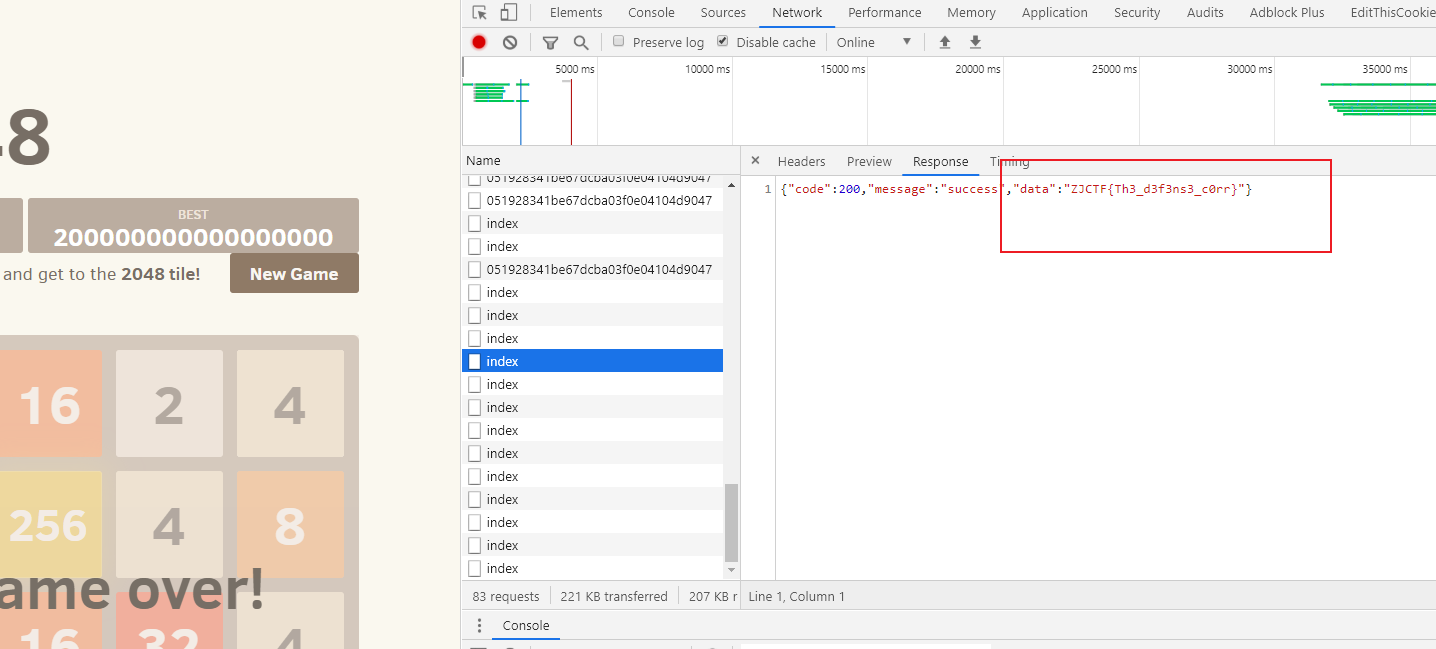 Elements Console Sources Network Performance Memory Application Security Audits Adblock Plus EditThisCookie
Preserve log Disable cache Online
5000 ms 10000 ms 15000 ms 20000 ms 25000 ms 30000 ms 35000 ms
8
BEST
200000000000000000
and get to the 2048 tile!
New Game
16 2 4
256 4 8
ame over!
16 32 4
Name
051928341be67dcba03f0e04104d9047
051928341be67dcba03f0e04104d9047
index
index
051928341be67dcba03f0e04104d9047
index
index
index
index
index
index
index
index
index
index
index
index
index
× Headers Preview Response Timing
1 {"code":200,"message":"success","data":"ZJCTF{Th3_d3f3ns3_c0rr}"}
83 requests 221 KB transferred 207 KB r Line 1, Column 1
Console